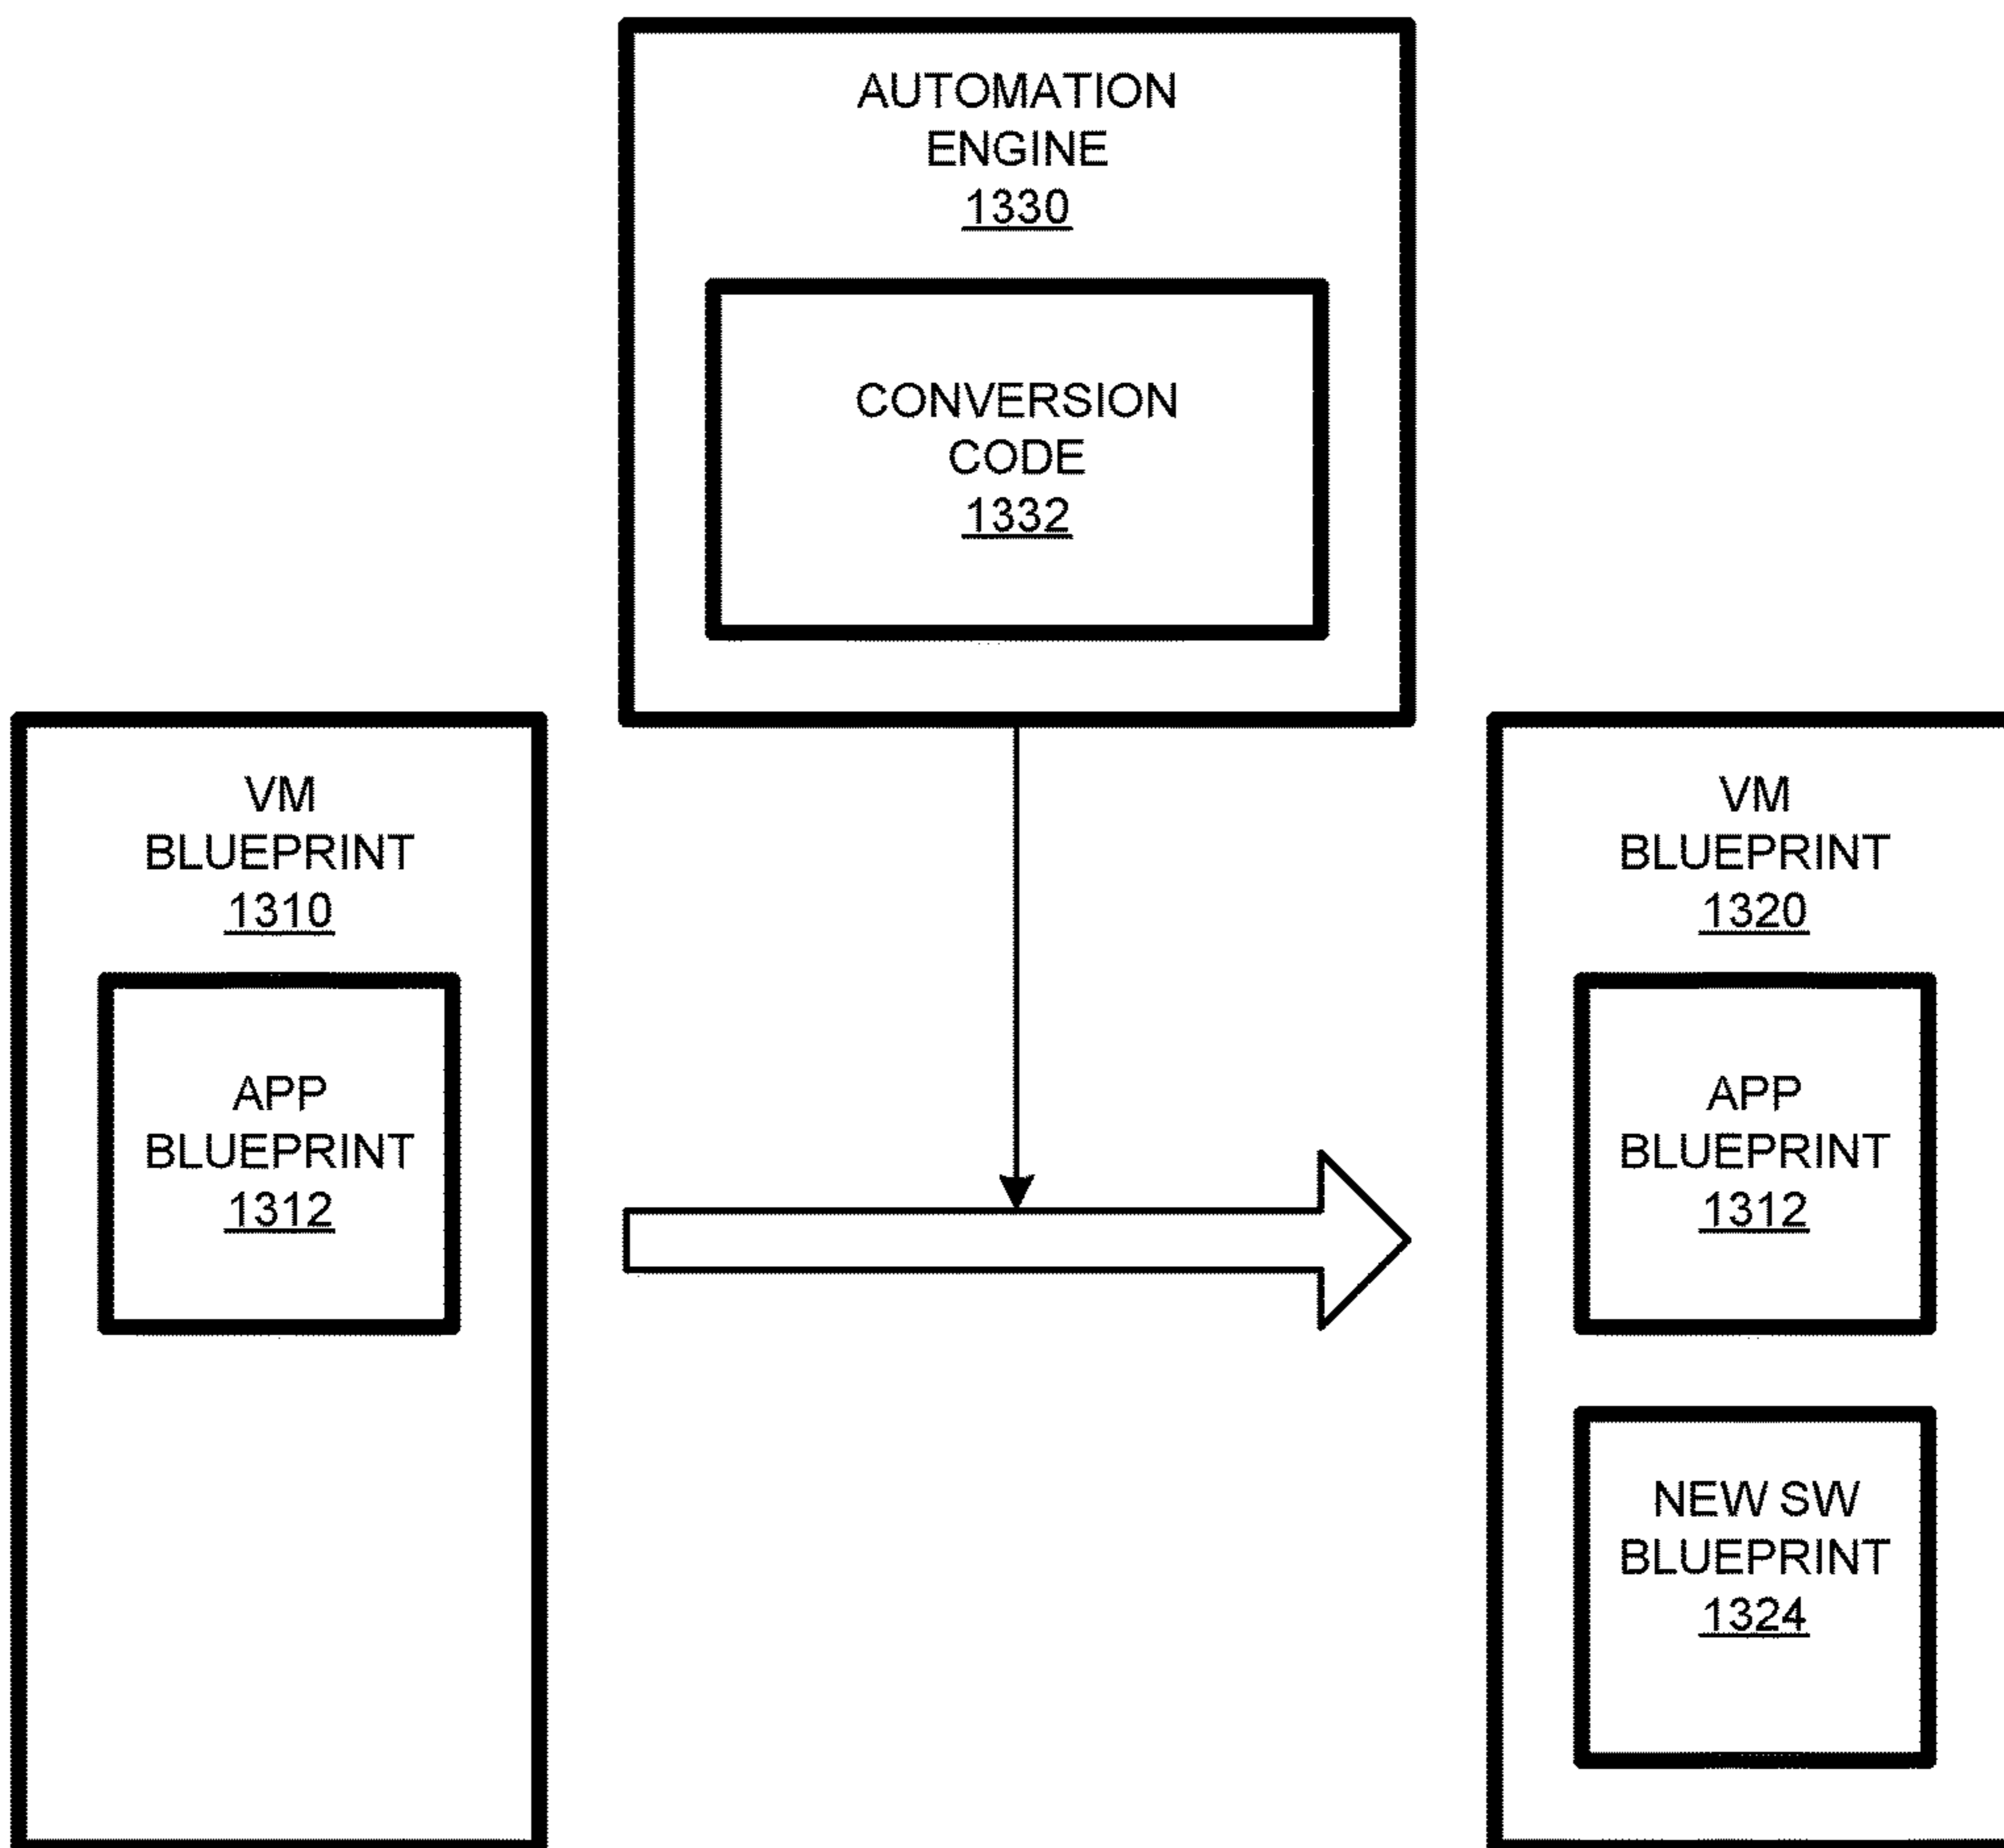 AUTOMATION
ENGINE
1330
CONVERSION
CODE
1332
VM
BLUEPRINT
1310
APP
BLUEPRINT
1312
VM
BLUEPRINT
1320
APP
BLUEPRINT
1312
NEW SW
BLUEPRINT
1324